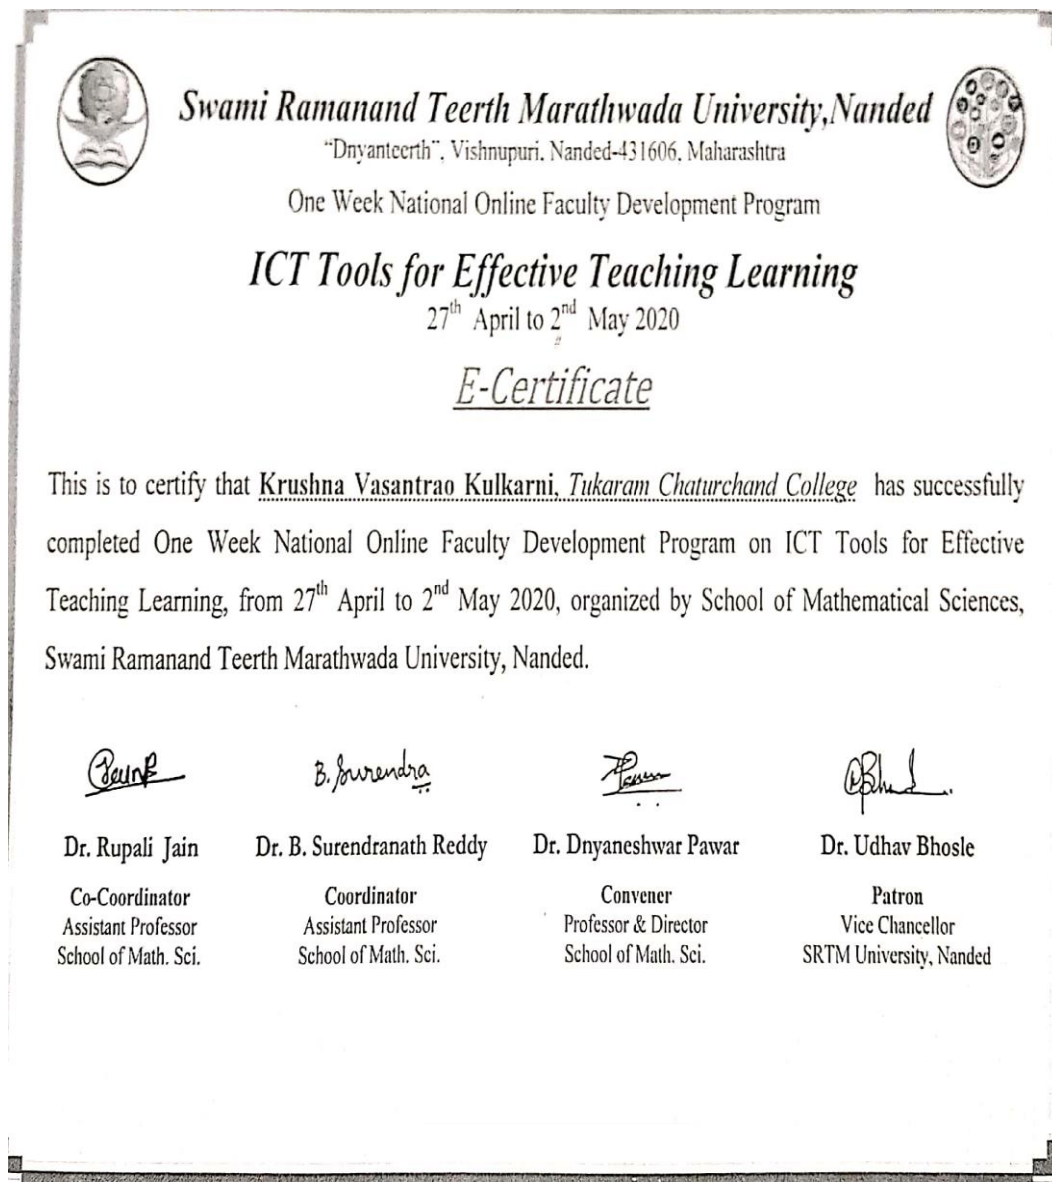 Swami Ramanand Teerth Marathwada University,Nanded
"Dnyanteerth", Vishnupuri, Nanded-431606, Maharashtra
One Week National Online Faculty Development Program
ICT Tools for Effective Teaching Learning
27th April to 2nd May 2020
E-Certificate
This is to certify that Krushna Vasantrao Kulkarni, Tukaram Chaturchand College has successfully
completed One Week National Online Faculty Development Program on ICT Tools for Effective
Teaching Learning, from 27th April to 2nd May 2020, organized by School of Mathematical Sciences,
Swami Ramanand Teerth Marathwada University, Nanded.
B. Surendra
Dr. Rupali Jain Dr. B. Surendranath Reddy Dr. Dnyaneshwar Pawar Dr. Udhav Bhosle
Co-Coordinator Coordinator Convener Patron
Assistant Professor Assistant Professor Professor & Director Vice Chancellor
School of Math. Sci. School of Math. Sci. School of Math. Sci. SRTM University, Nanded